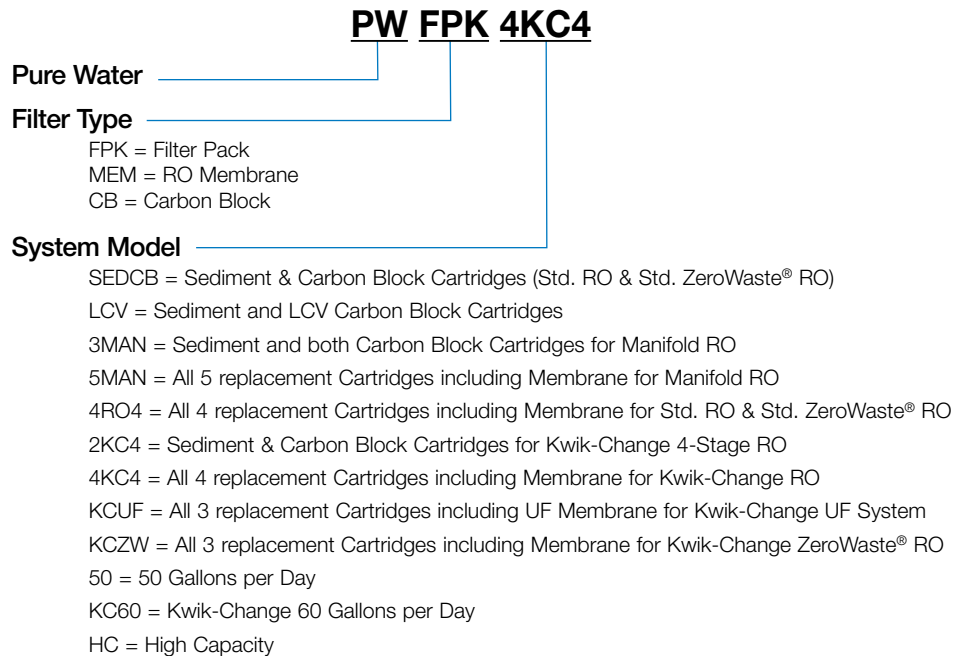 PW FPK 4KC4
Pure Water
Filter Type
FPK = Filter Pack
MEM = RO Membrane
CB = Carbon Block
System Model
SEDCB = Sediment & Carbon Block Cartridges (Std. RO & Std. ZeroWaste® RO)
LCV = Sediment and LCV Carbon Block Cartridges
3MAN = Sediment and both Carbon Block Cartridges for Manifold RO
5MAN = All 5 replacement Cartridges including Membrane for Manifold RO
4RO4 = All 4 replacement Cartridges including Membrane for Std. RO & Std. ZeroWaste® RO
2KC4 = Sediment & Carbon Block Cartridges for Kwik-Change 4-Stage RO
4KC4 = All 4 replacement Cartridges including Membrane for Kwik-Change RO
KCUF = All 3 replacement Cartridges including UF Membrane for Kwik-Change UF System
KCZW = All 3 replacement Cartridges including Membrane for Kwik-Change ZeroWaste® RO
50 = 50 Gallons per Day
KC60 = Kwik-Change 60 Gallons per Day
HC = High Capacity